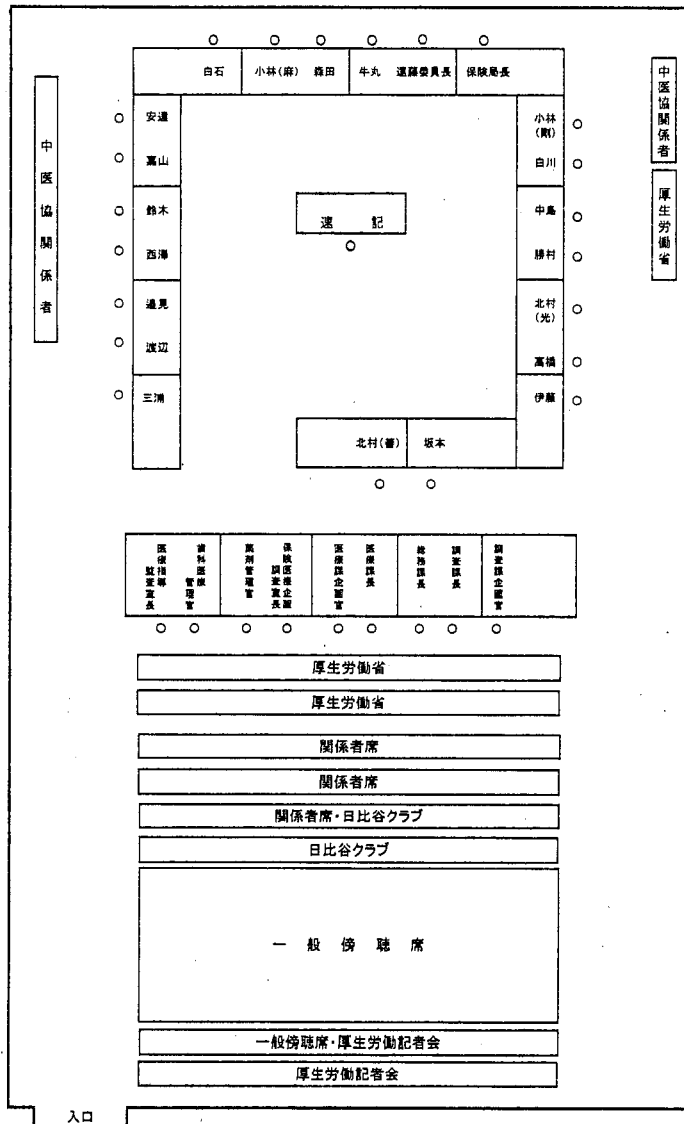 白石 小林(麻) 森田 牛丸 遠藤委員長 保険局長
中医協関係者
安達
嘉山
鈴木
西澤
邉見
渡辺
三浦
速記
小林(剛)
白川
中島
勝村
北村(光)
高橋
伊藤
中医協関係者
厚生労働省
北村(善) 坂本
医療指導監査室長
歯科医療管理官
薬剤管理官
保険医療企画調査室長
医療課企画官
医療課長
総務課長
調査課長
調査課企画官
厚生労働省
厚生労働省
関係者席
関係者席
関係者席・日比谷クラブ
日比谷クラブ
一般傍聴席
一般傍聴席・厚生労働記者会
厚生労働記者会
入口